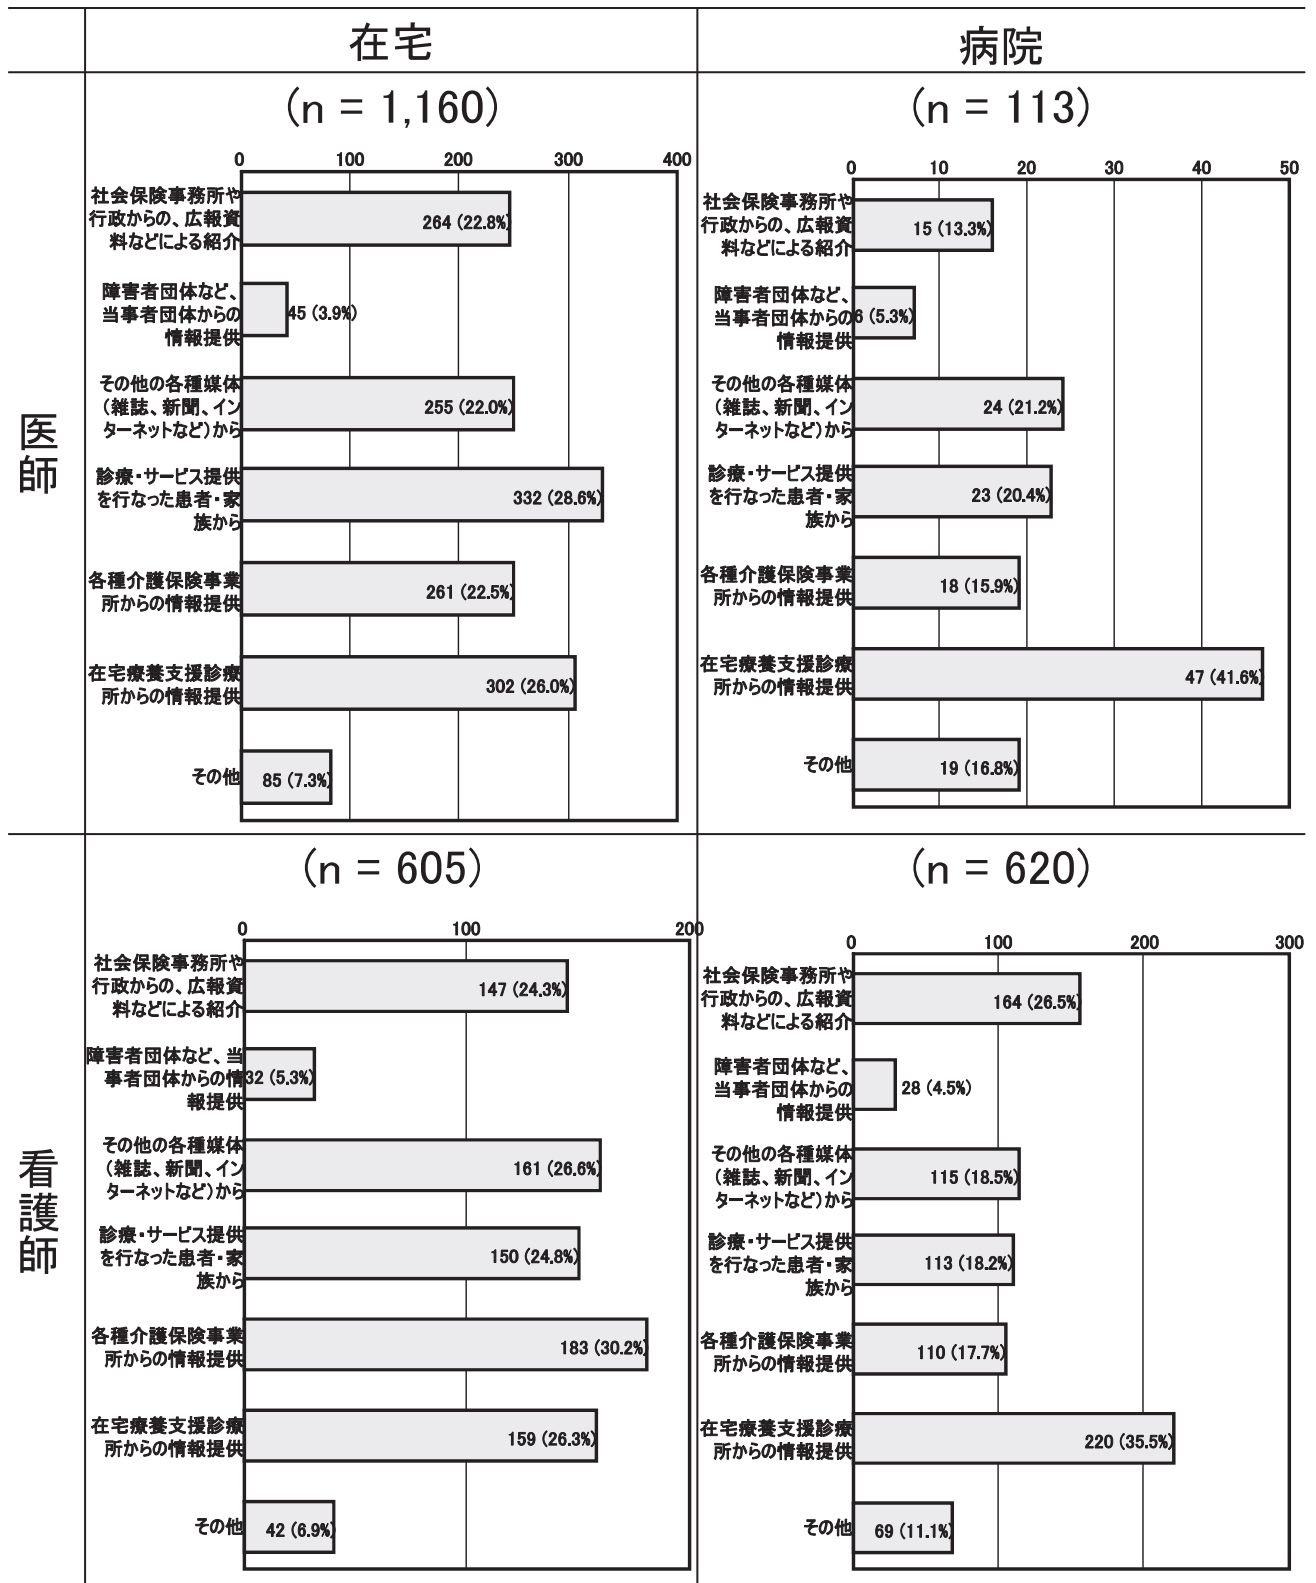 在宅
病院
医師
(n = 1,160)
0 100 200 300 400
社会保険事務所や
行政からの、広報資
料などによる紹介
264 (22.8%)
障害者団体など、
当事者団体からの
情報提供
45 (3.9%)
その他の各種媒体
（雑誌、新聞、イン
ターネットなど）から
255 (22.0%)
診療・サービス提供
を行なった患者・家
族から
332 (28.6%)
各種介護保険事業
所からの情報提供
261 (22.5%)
在宅療養支援診療
所からの情報提供
302 (26.0%)
その他
85 (7.3%)
(n = 113)
0 10 20 30 40 50
社会保険事務所や
行政からの、広報資
料などによる紹介
15 (13.3%)
障害者団体など、
当事者団体からの
情報提供
6 (5.3%)
その他の各種媒体
（雑誌、新聞、イン
ターネットなど）から
24 (21.2%)
診療・サービス提供
を行なった患者・家
族から
23 (20.4%)
各種介護保険事業
所からの情報提供
18 (15.9%)
在宅療養支援診療
所からの情報提供
47 (41.6%)
その他
19 (16.8%)
看護師
(n = 605)
0 100 200
社会保険事務所や
行政からの、広報資
料などによる紹介
147 (24.3%)
障害者団体など、当
事者団体からの情
報提供
32 (5.3%)
その他の各種媒体
（雑誌、新聞、イン
ターネットなど）から
161 (26.6%)
診療・サービス提供
を行なった患者・家
族から
150 (24.8%)
各種介護保険事業
所からの情報提供
183 (30.2%)
在宅療養支援診療
所からの情報提供
159 (26.3%)
その他
42 (6.9%)
(n = 620)
0 100 200 300
社会保険事務所や
行政からの、広報資
料などによる紹介
164 (26.5%)
障害者団体など、
当事者団体からの
情報提供
28 (4.5%)
その他の各種媒体
（雑誌、新聞、イン
ターネットなど）から
115 (18.5%)
診療・サービス提供
を行なった患者・家
族から
113 (18.2%)
各種介護保険事業
所からの情報提供
110 (17.7%)
在宅療養支援診療
所からの情報提供
220 (35.5%)
その他
69 (11.1%)